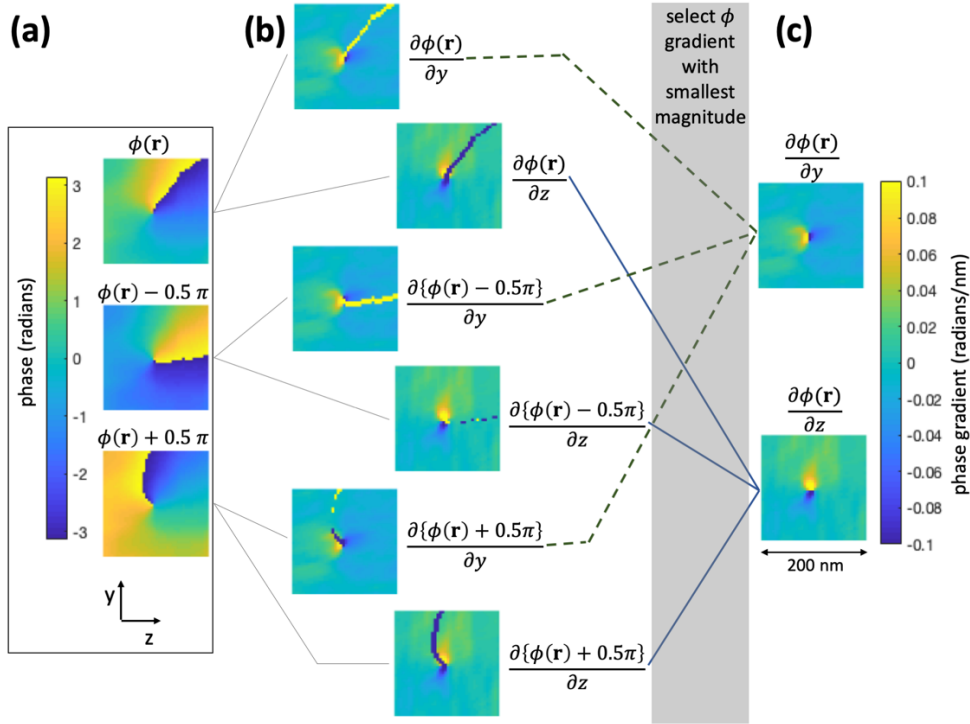 (a)
(b)
(c)
select ϕ
gradient
with
smallest
magnitude
∂ϕ(r)
∂y
∂ϕ(r)
∂z
∂{ϕ(r) − 0.5π}
∂y
∂{ϕ(r) − 0.5π}
∂z
∂{ϕ(r) + 0.5π}
∂y
∂{ϕ(r) + 0.5π}
∂z
phase (radians)
3
2
1
0
-1
-2
-3
ϕ(r)
ϕ(r) − 0.5 π
ϕ(r) + 0.5 π
y
z
∂ϕ(r)
∂y
∂ϕ(r)
∂z
200 nm
0.1
0.08
0.06
0.04
0.02
0
-0.02
-0.04
-0.06
-0.08
-0.1
phase gradient (radians/nm)